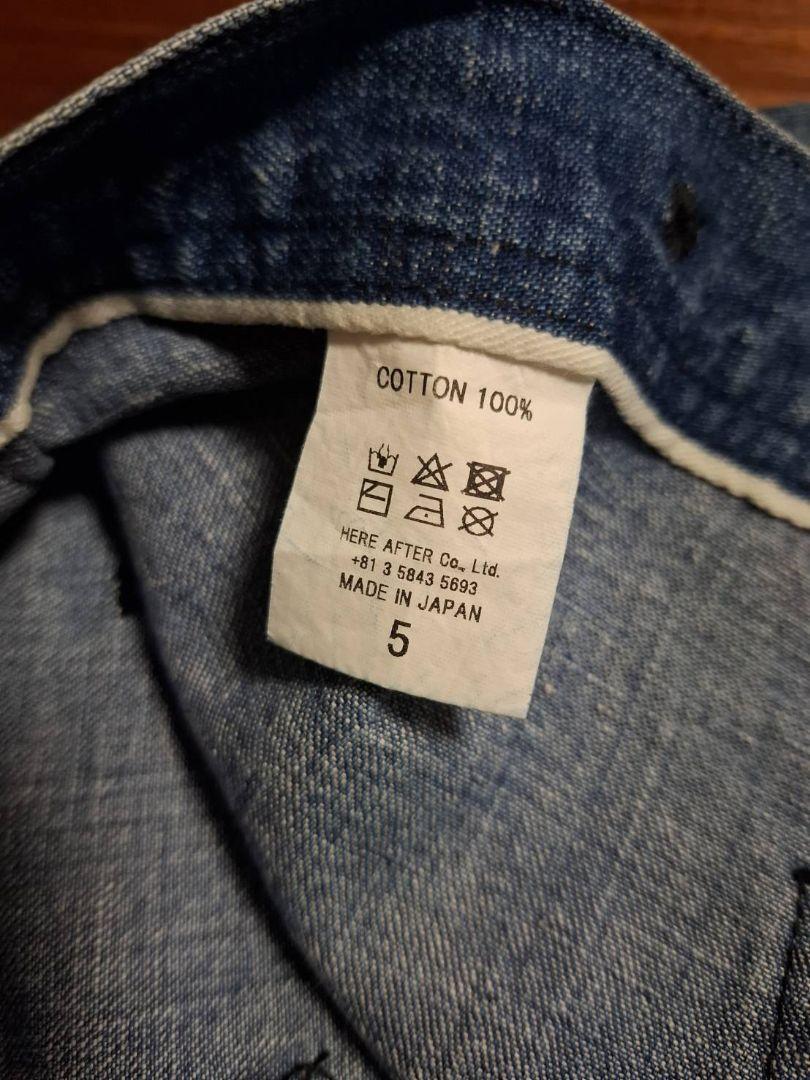 COTTON 100%
HERE AFTER Co., Ltd.
+81 3 5843 5693
MADE IN JAPAN
5